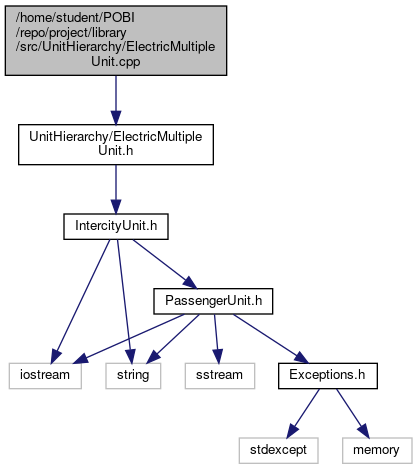 /home/student/POBI
/repo/project/library
/src/UnitHierarchy/ElectricMultiple
Unit.cpp
UnitHierarchy/ElectricMultiple
Unit.h
IntercityUnit.h
PassengerUnit.h
iostream
string
sstream
Exceptions.h
stdexcept
memory